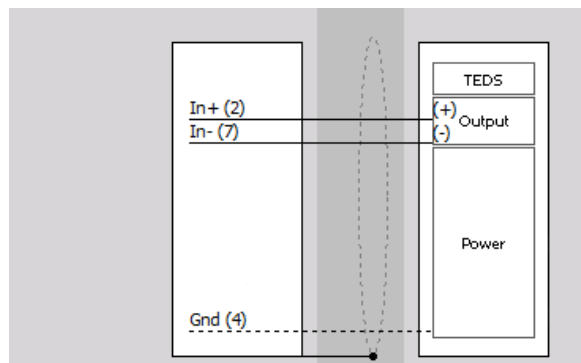 TEDS
In+ (2)
(+)
Output
In- (7)
(-)
Power
Gnd (4)